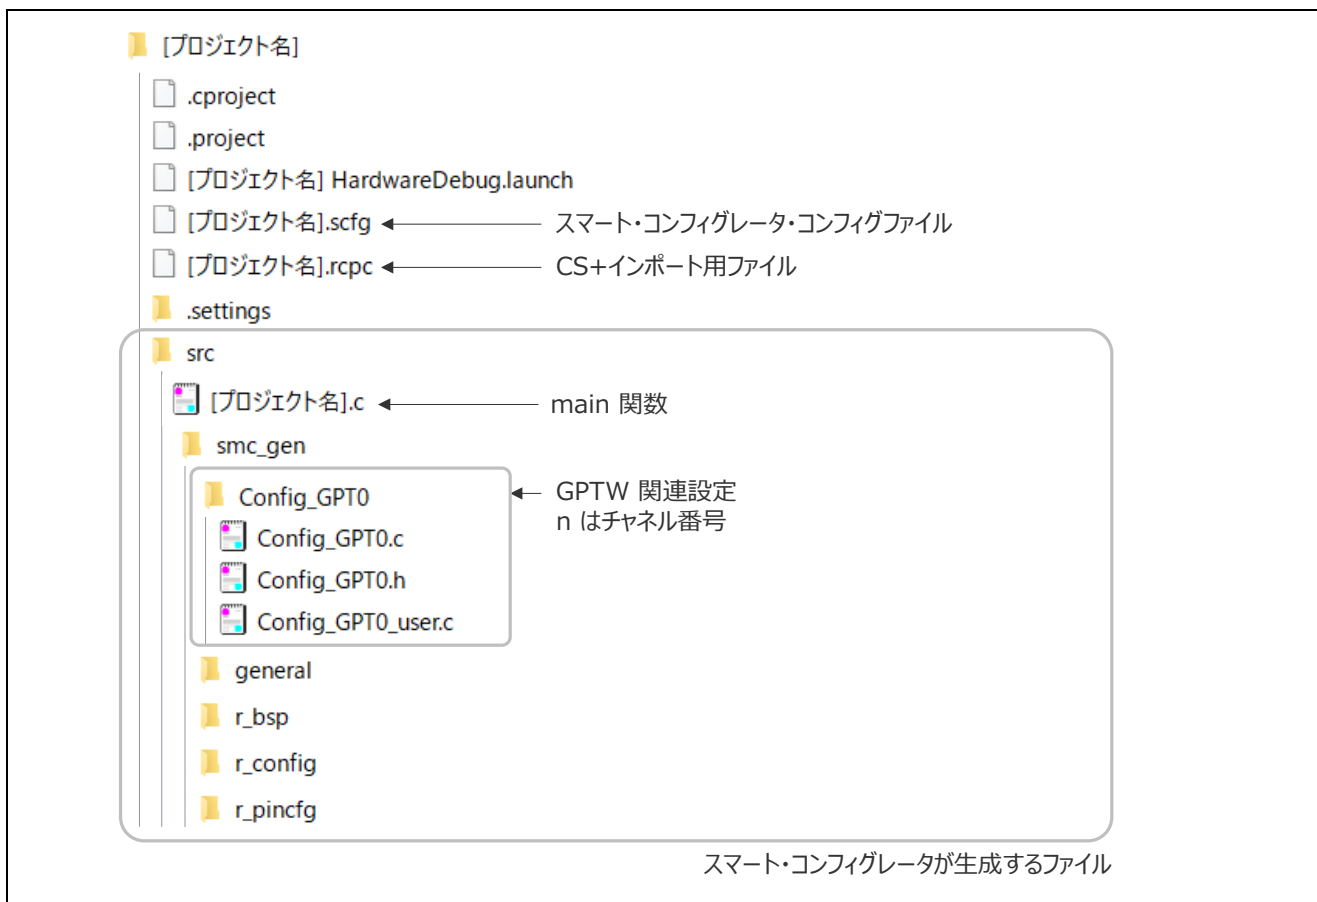 [プロジェクト名]
.cproject
.project
[プロジェクト名] HardwareDebug.launch
[プロジェクト名].scfg スマート・コンフィグレータ・コンフィグファイル
[プロジェクト名].rcpc CS+インポート用ファイル
.settings
src
[プロジェクト名].c main 関数
smc_gen
Config_GPT0 GPTW 関連設定
n はチャネル番号
Config_GPT0.c
Config_GPT0.h
Config_GPT0_user.c
general
r_bsp
r_config
r_pincfg
スマート・コンフィグレータが生成するファイル